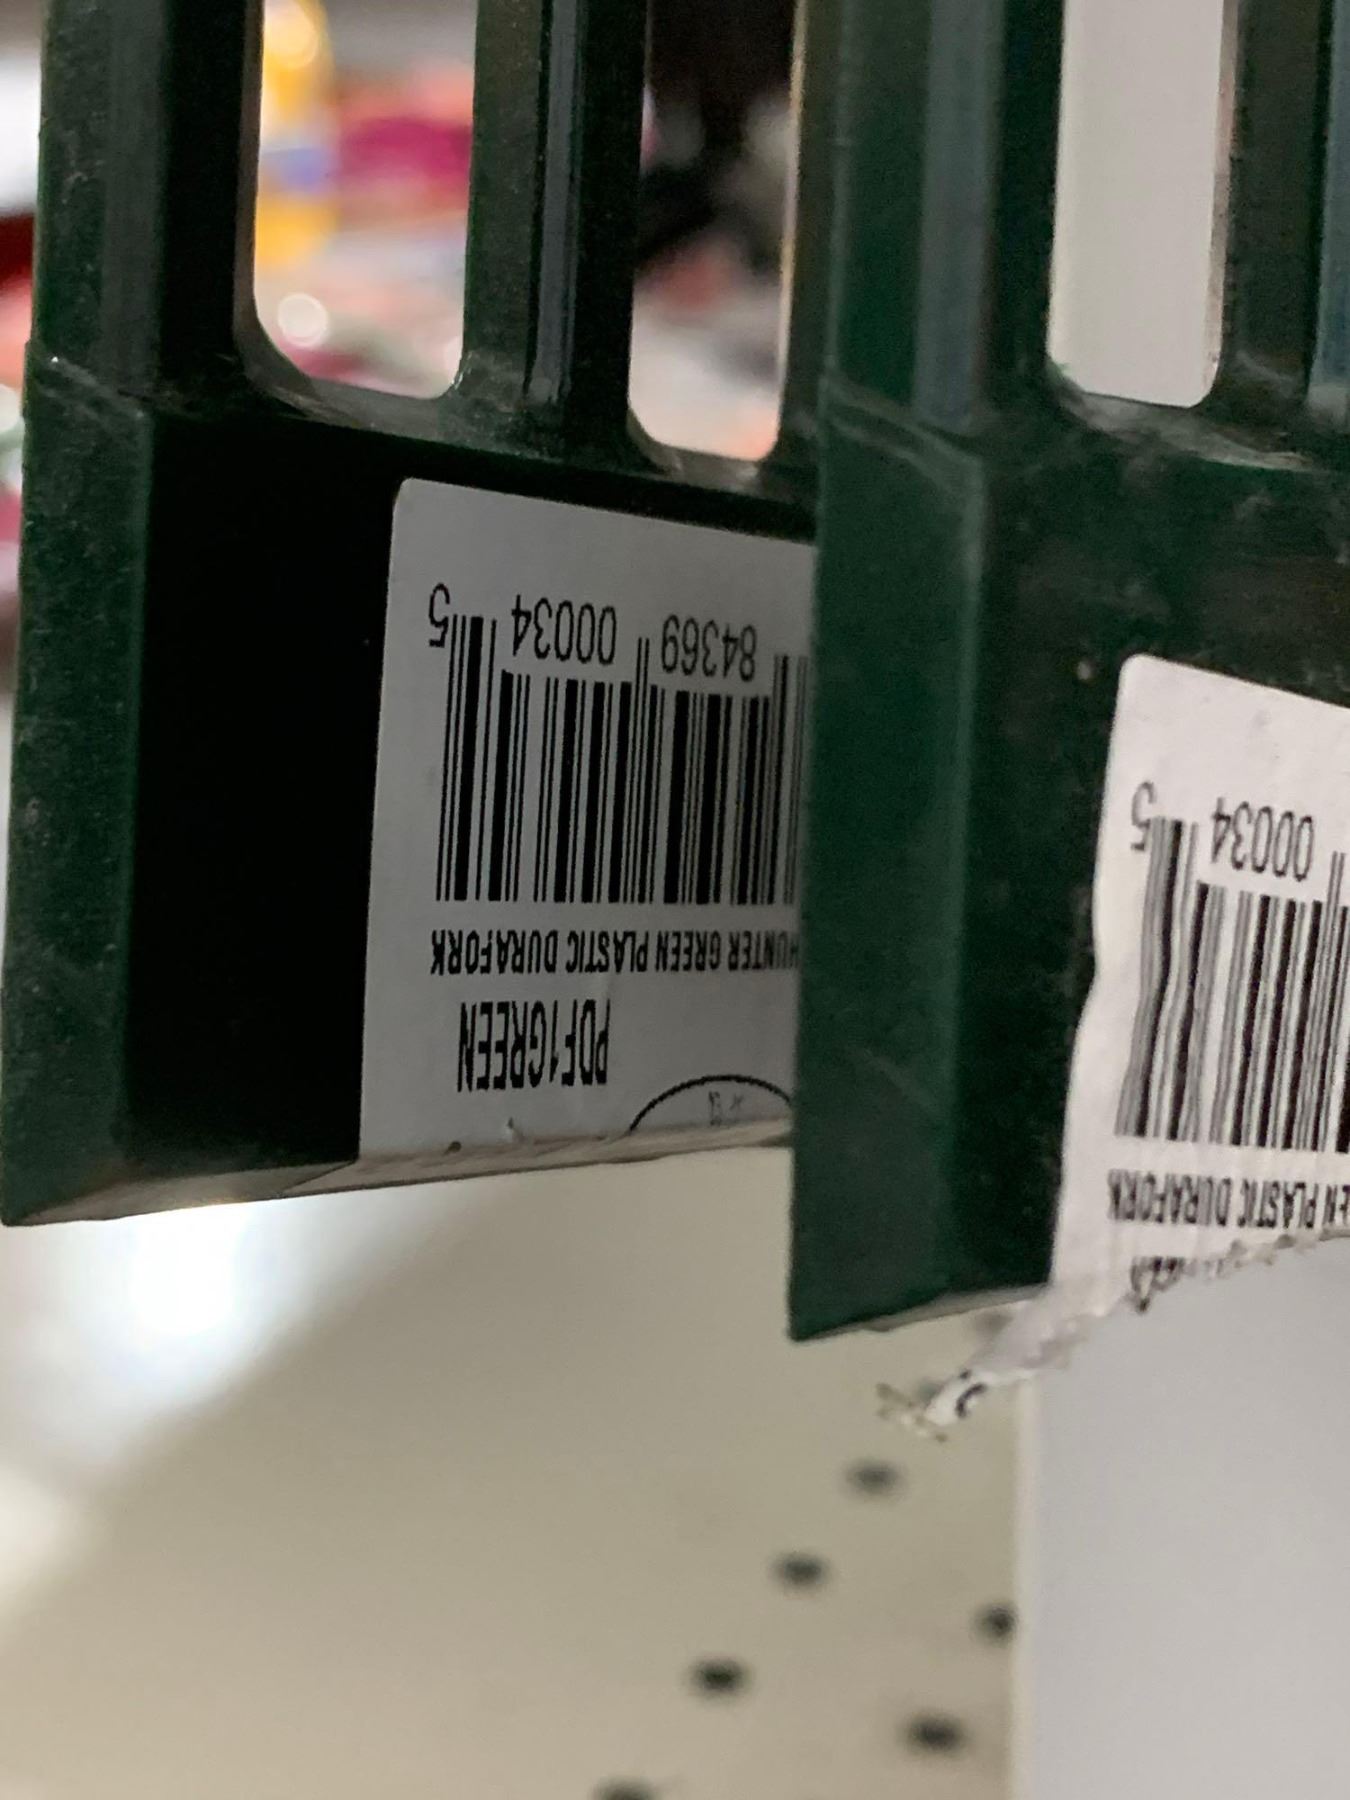 PDF1GREEN
HUNTER GREEN PLASTIC DURAFORK
84369 00034 5
EN PLASTIC DURAFORK
00034 5